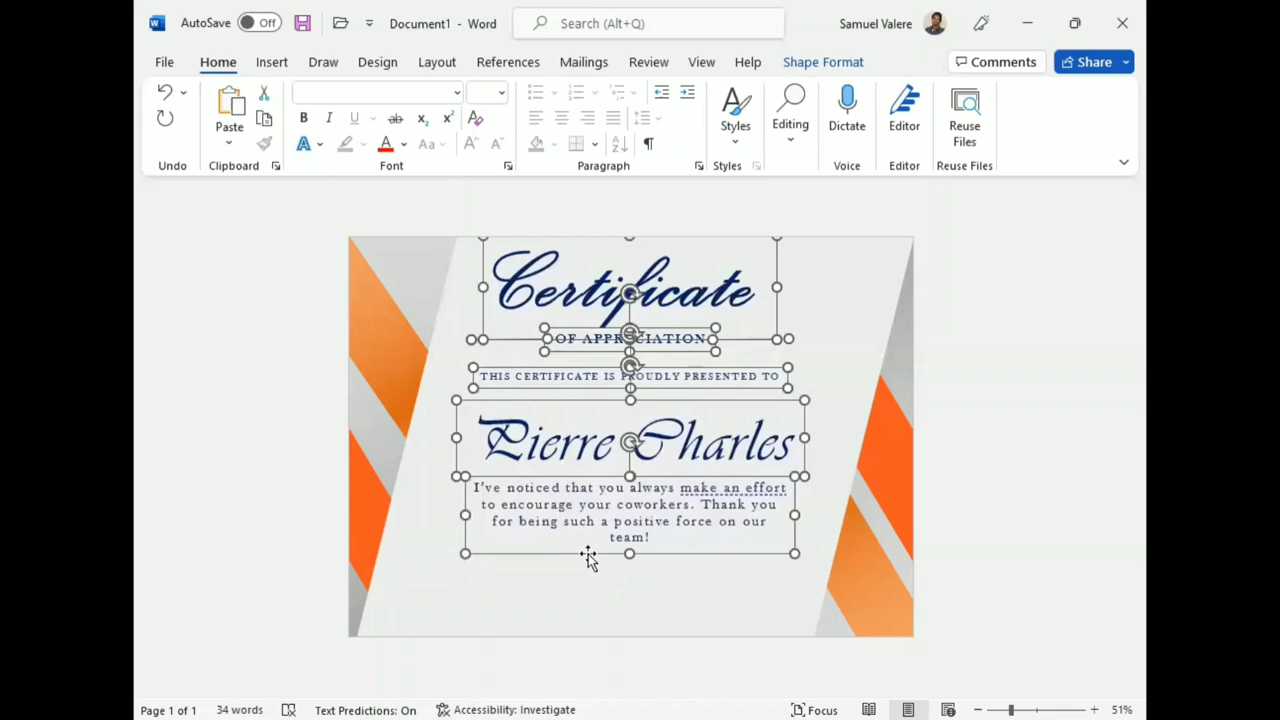 AutoSave Off Document1 - Word Search (Alt+Q) Samuel Valere
File Home Insert Draw Design Layout References Mailings Review View Help Shape Format Comments Share
Paste B I U ab x₂ x² A Aa A A Styles Editing Dictate Editor Reuse Files
Undo Clipboard Font Paragraph Styles Voice Editor Reuse Files
Certificate
OF APPRECIATION
THIS CERTIFICATE IS PROUDLY PRESENTED TO
Pierre Charles
I've noticed that you always make an effort
to encourage your coworkers. Thank you
for being such a positive force on our
team!
Page 1 of 1 34 words Text Predictions: On Accessibility: Investigate Focus 51%